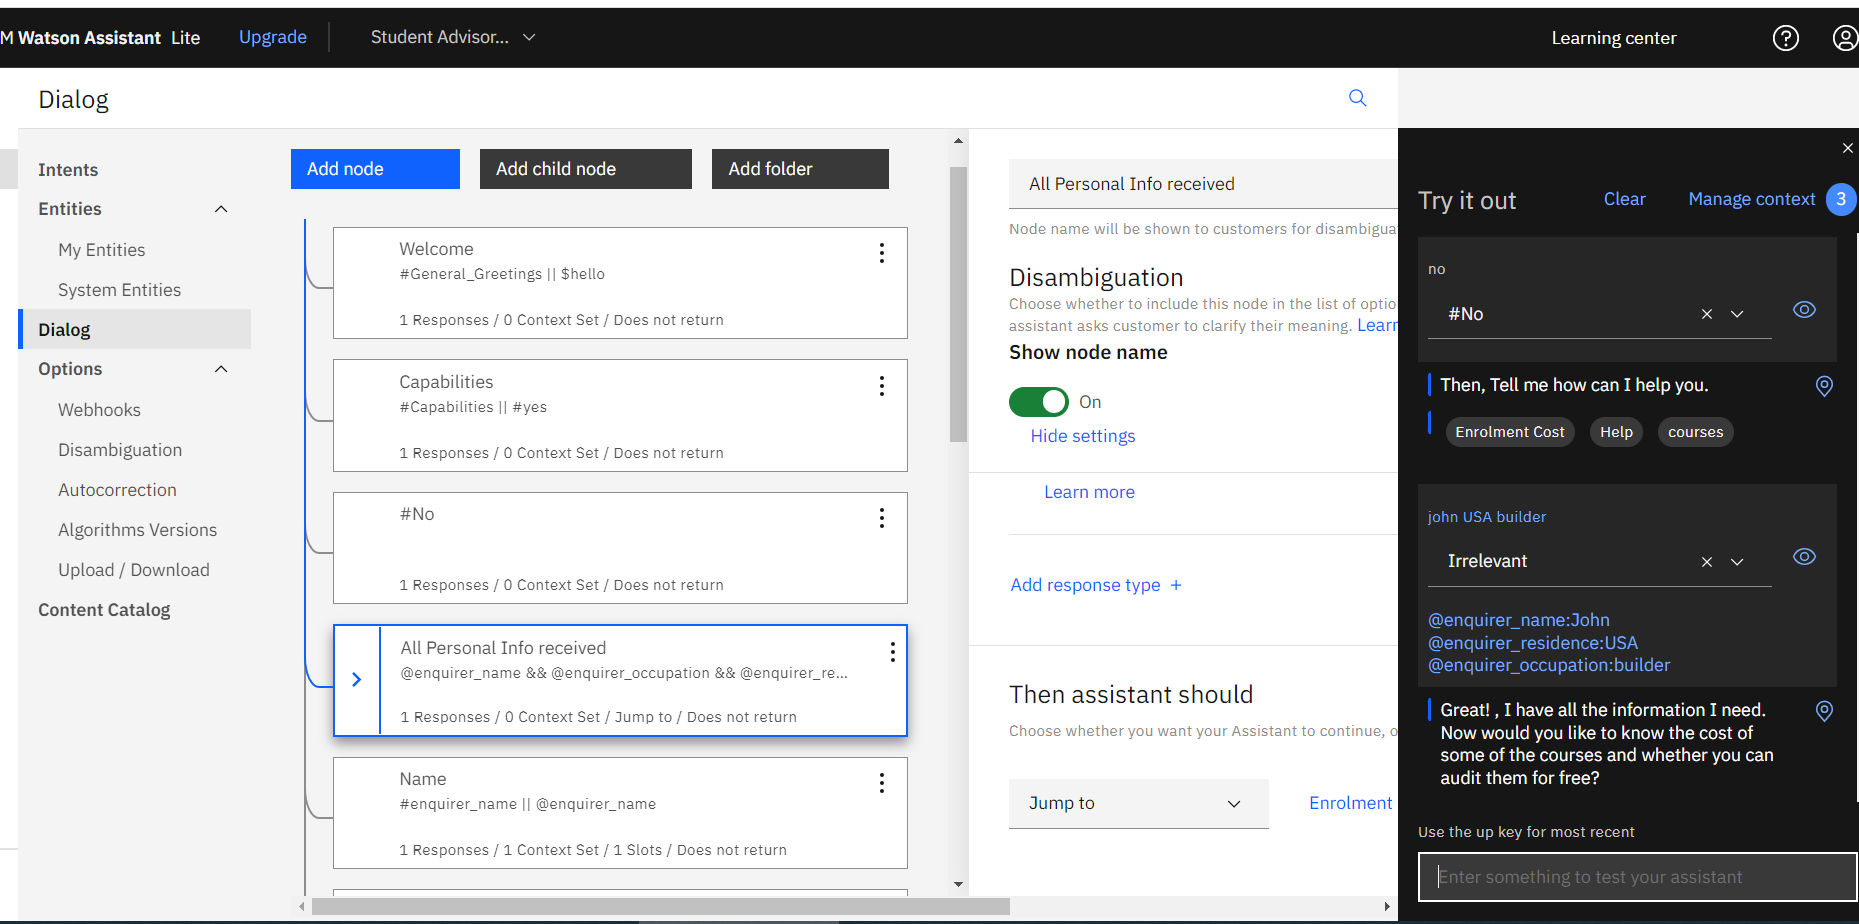 M Watson Assistant Lite Upgrade Student Advisor... Learning center
Dialog
Intents
Entities
My Entities
System Entities
Dialog
Options
Webhooks
Disambiguation
Autocorrection
Algorithms Versions
Upload / Download
Content Catalog
Add node Add child node Add folder
Welcome
#General_Greetings || $hello
1 Responses / 0 Context Set / Does not return
Capabilities
#Capabilities || #yes
1 Responses / 0 Context Set / Does not return
#No
1 Responses / 0 Context Set / Does not return
All Personal Info received
@enquirer_name && @enquirer_occupation && @enquirer_re...
1 Responses / 0 Context Set / Jump to / Does not return
Name
#enquirer_name || @enquirer_name
1 Responses / 1 Context Set / 1 Slots / Does not return
All Personal Info received
Node name will be shown to customers for disambigua
Disambiguation
Choose whether to include this node in the list of optio
assistant asks customer to clarify their meaning. Learn
Show node name
On
Hide settings
Learn more
Add response type +
Then assistant should
Choose whether you want your Assistant to continue, o
Jump to Enrolment
Try it out Clear Manage context 3
no
#No
Then, Tell me how can I help you.
Enrolment Cost Help courses
john USA builder
Irrelevant
@enquirer_name:John
@enquirer_residence:USA
@enquirer_occupation:builder
Great! , I have all the information I need.
Now would you like to know the cost of
some of the courses and whether you can
audit them for free?
Use the up key for most recent
Enter something to test your assistant